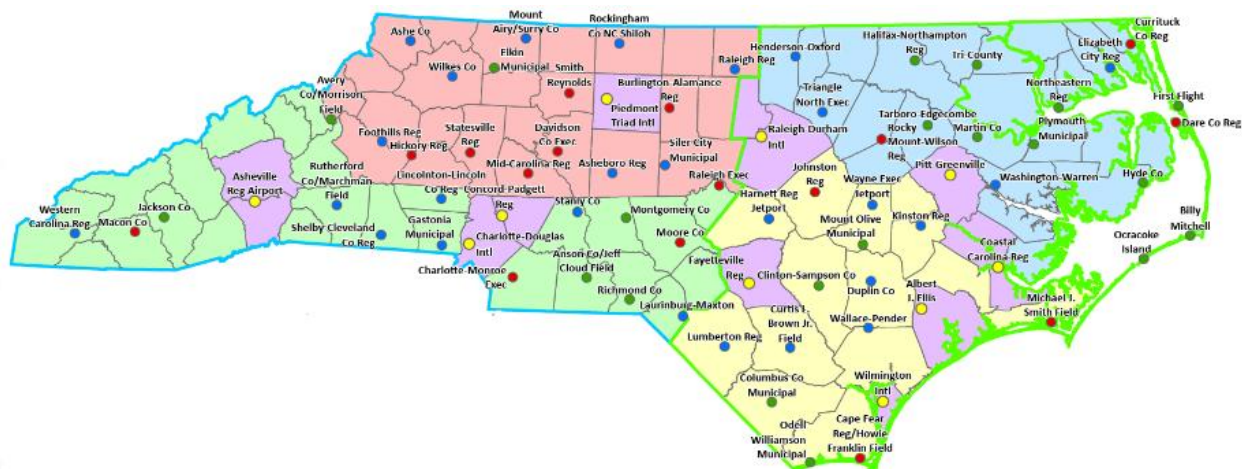 Mount
Airy/Surry Co
Rockingham
Co NC Shiloh
Ashe Co
Elkin
Municipal Smith
Wilkes Co
Avery
Co/Morrison
Field
Reynolds
Burlington Alamance
Reg
Piedmont
Triad Intl
Raleigh Reg
Henderson-Oxford
Halifax-Northampton
Reg
Tri-County
Currituck
Co Reg
Elizabeth
City Reg
Northeastern
Reg
First Flight
Dare Co Reg
Triangle
North Exec
Tarboro-Edgecombe
Rocky
Mount-Wilson
Reg
Martin Co
Plymouth
Municipal
Raleigh Durham
Intl
Foothills Reg
Hickory Reg
Statesville
Reg
Davidson
Co Exec
Mid-Carolina Reg
Asheboro Reg
Siler City
Municipal
Raleigh Exec
Johnston
Reg
Wayne Exec
Jetport
Pitt Greenville
Washington-Warren
Hyde Co
Rutherford
Co/Marchman
Field
Lincolnton-Lincoln
Co Reg
Concord-Padgett
Reg
Asheville
Reg Airport
Western
Carolina Reg
Macon Co
Jackson Co
Shelby Cleveland
Co Reg
Gastonia
Municipal
Charlotte-Douglas
Intl
Charlotte-Monroe
Exec
Stanly Co
Montgomery Co
Moore Co
Anson Co/Jeff
Cloud Field
Richmond Co
Laurinburg-Maxton
Harnett Reg
Jetport
Mount Olive
Municipal
Kinston Reg
Coastal
Carolina Reg
Billy
Mitchell
Ocracoke
Island
Fayetteville
Reg
Clinton-Sampson Co
Duplin Co
Albert
J. Ellis
Michael J.
Smith Field
Lumberton Reg
Curtis L
Brown Jr.
Field
Wallace-Pender
Columbus Co
Municipal
Wilmington
Intl
Odell
Williamson
Municipal
Cape Fear
Reg/Howie
Franklin Field